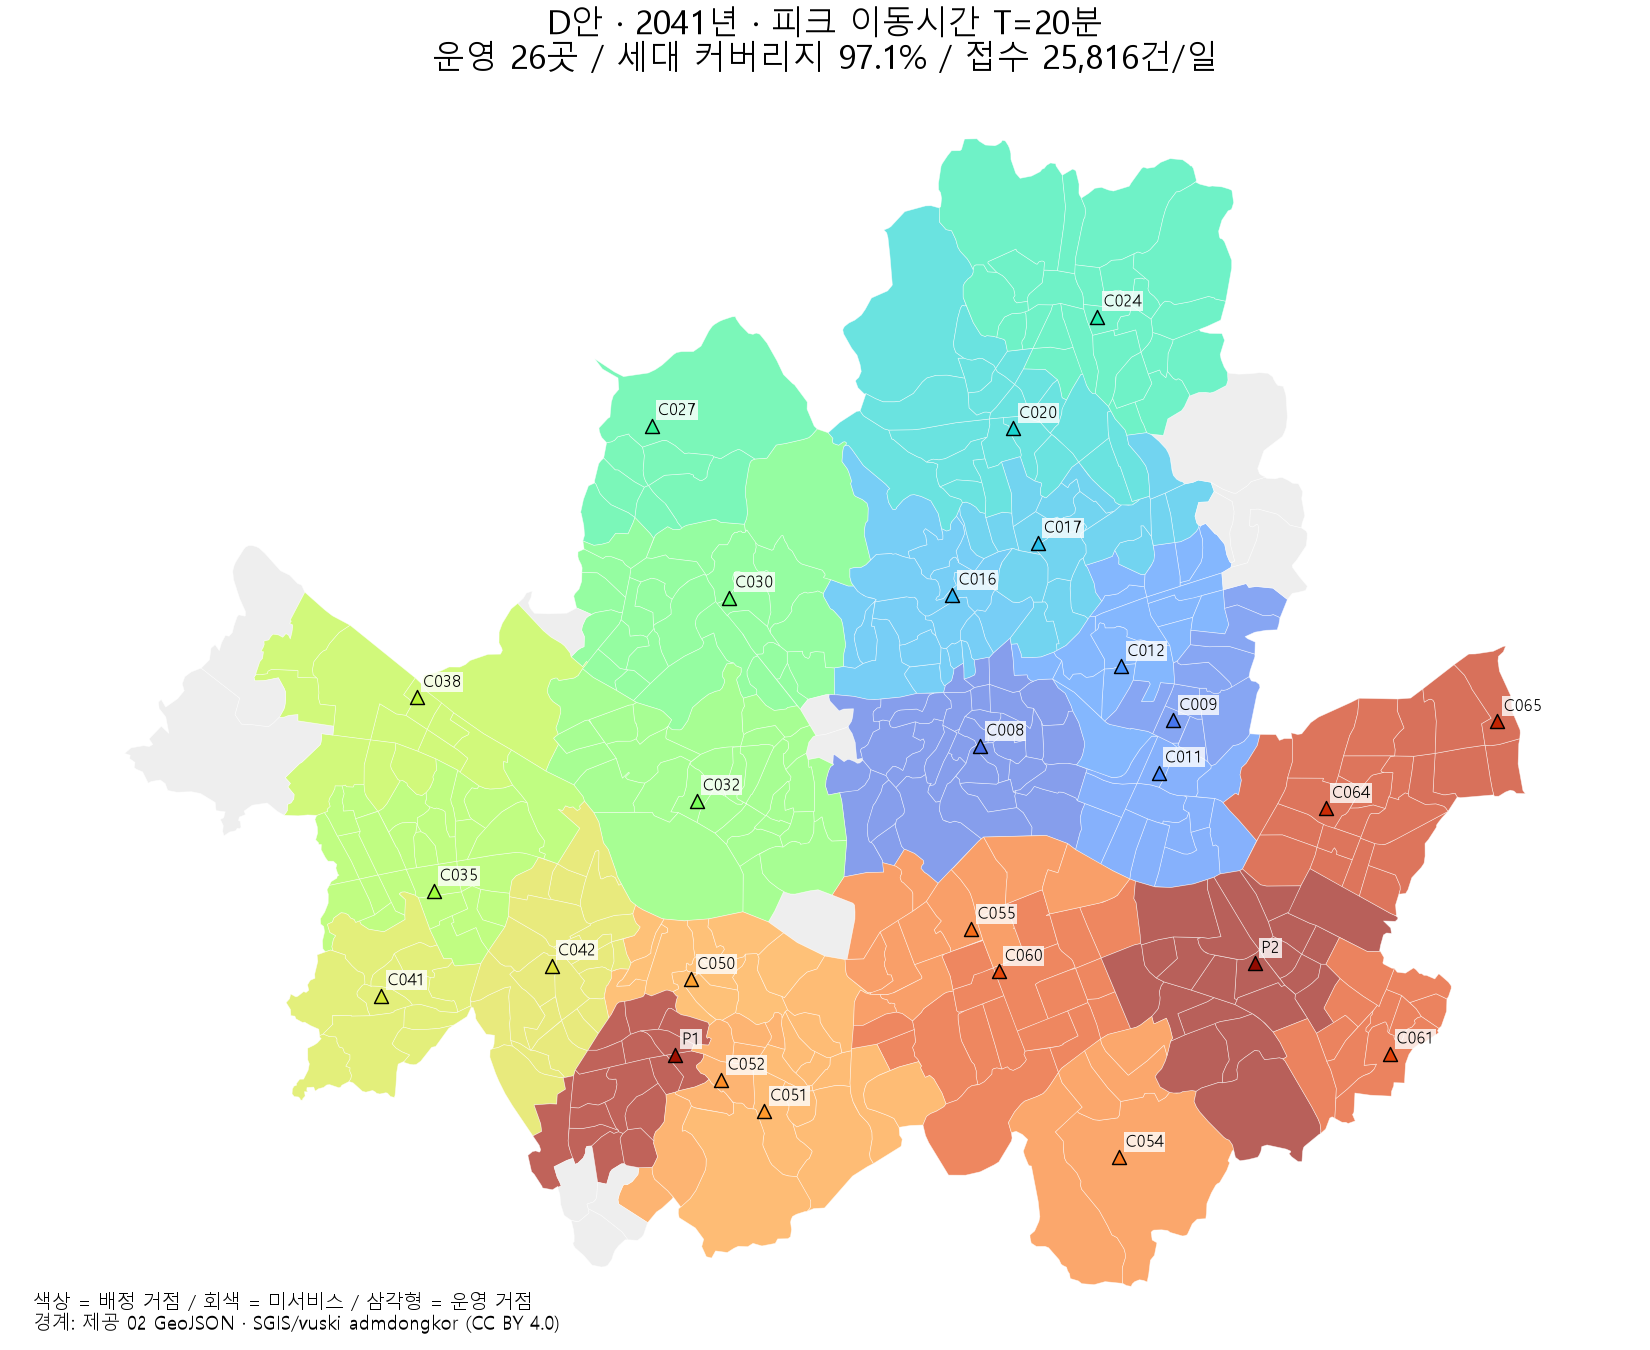 D안 · 2041년 · 피크 이동시간 T=20분
운영 26곳 / 세대 커버리지 97.1% / 접수 25,816건/일
C024
C027
C020
C017
C016
C030
C012
C038
C065
C009
C008
C011
C032
C064
C035
C055
P2
C042
C060
C050
C041
P1
C061
C052
C051
C054
색상 = 배정 거점 / 회색 = 미서비스 / 삼각형 = 운영 거점
경계: 제공 02 GeoJSON · SGIS/vuski admdongkor (CC BY 4.0)